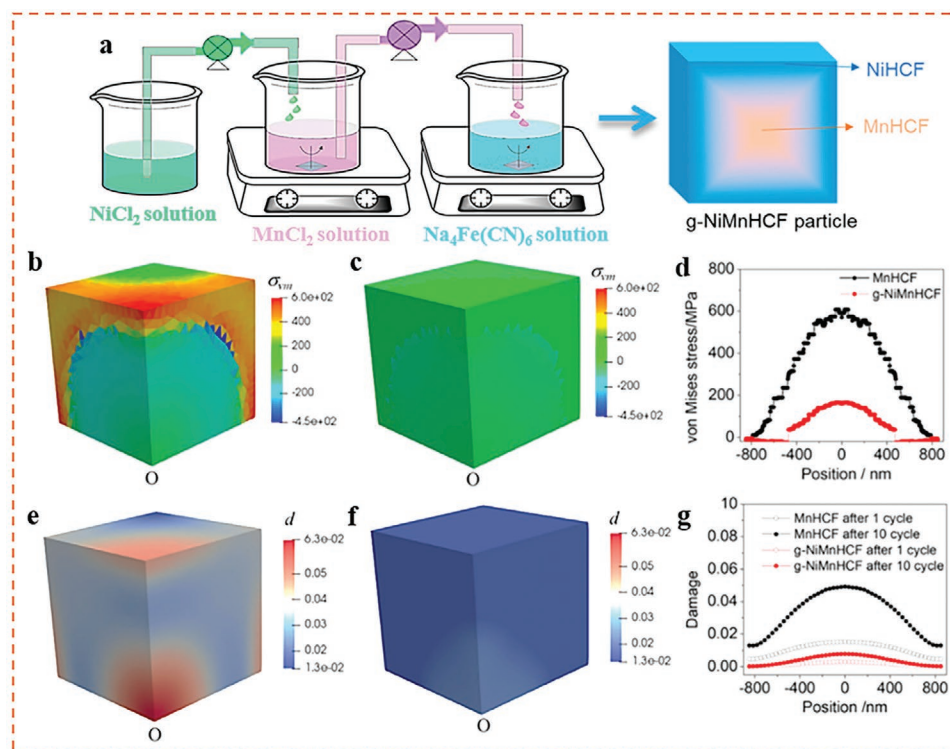 a
NiCl2 solution
MnCl2 solution
Na4Fe(CN)6 solution
NiHCF
MnHCF
g-NiMnHCF particle
b
σvm
6.0e+02
400
200
0
-200
-4.5e+02
O
c
σvm
6.0e+02
400
200
0
-200
-4.5e+02
O
d
von Mises stress/MPa
800
600
400
200
0
MnHCF
g-NiMnHCF
-800 -400 0 400 800
Position / nm
e
d
6.3e-02
0.05
0.04
0.03
0.02
1.3e-02
O
f
d
6.3e-02
0.05
0.04
0.03
0.02
1.3e-02
O
g
Damage
10
0.08
0.06
0.04
0.02
0.00
MnHCF after 1 cycle
MnHCF after 10 cycle
g-NiMnHCF after 1 cycle
g-NiMnHCF after 10 cycle
-800 -400 0 400 800
Position /nm